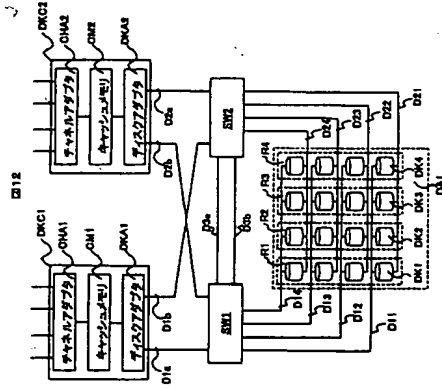 図12
DKC1
CHA1
CM1
DKA1
チャネルアダプタ
キャッシュメモリ
ディスクアダプタ
D1a
D1b
DKC2
CHA2
CM2
DKA2
チャネルアダプタ
キャッシュメモリ
ディスクアダプタ
D2b
D2a
SW1
D3a
D3b
SW2
D14
D13
D12
D11
R1
R2
R3
R4
D24
D23
D22
D21
DK1
DK2
DK3
DK4
DA1